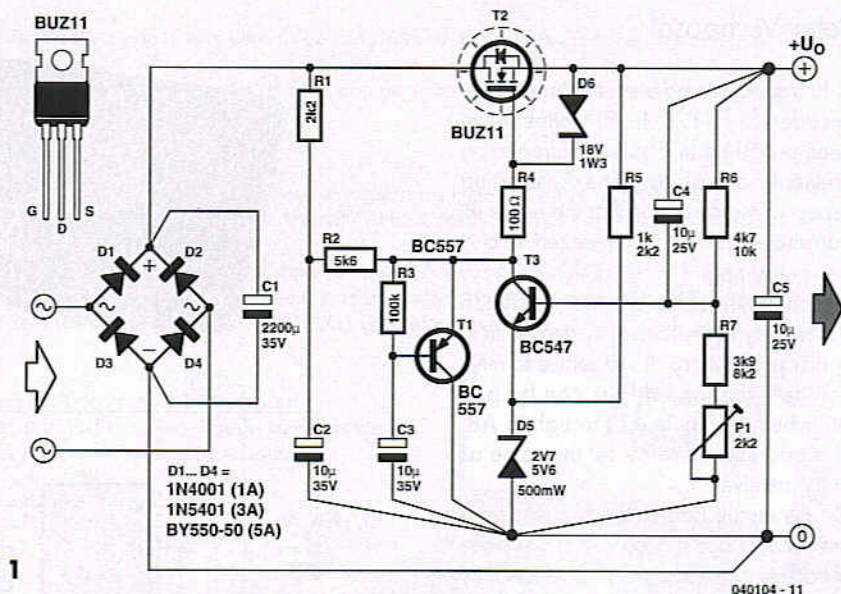 BUZ11
G D S
T2
BUZ11
D6
18V
1W3
+U0
+
R1
2k2
R4
100Ω
R5
1k
2k2
C4
10µ
25V
R6
4k7
10k
D1
D2
D3
D4
+
−
~
~
C1
2200µ
35V
R2
5k6
BC557
R3
100k
T1
BC
557
T3
BC547
C5
10µ
25V
R7
3k9
8k2
P1
2k2
C2
10µ
35V
C3
10µ
35V
D5
2V7
5V6
500mW
~
~
D1... D4 =
1N4001 (1A)
1N5401 (3A)
BY550-50 (5A)
0
1
040104 - 11